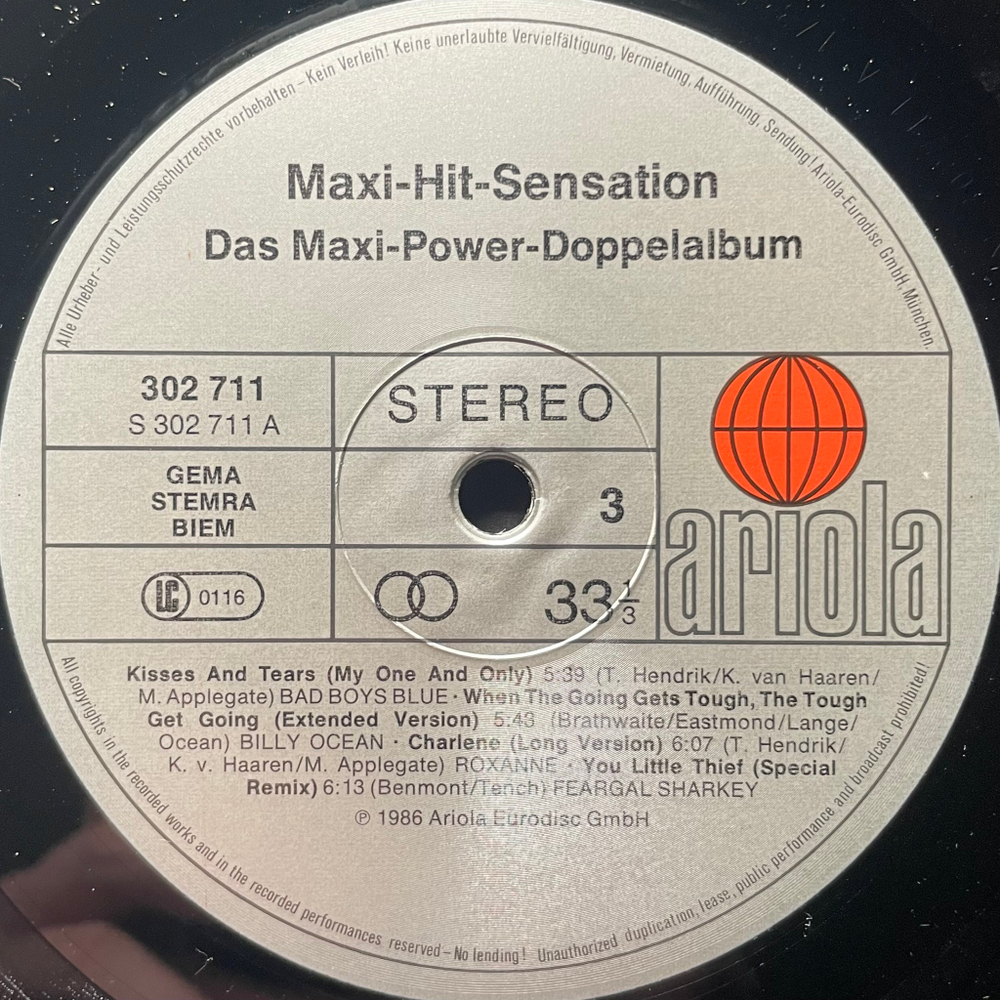 Alle Urheber- und Leistungsschutzrechte vorbehalten – Kein Verleih! Keine unerlaubte Vervielfältigung, Vermietung, Aufführung, Sendung! Ariola-Eurodisc GmbH, München.
Maxi-Hit-Sensation
Das Maxi-Power-Doppelalbum
302 711
S 302 711 A
STEREO
GEMA
STEMRA
BIEM
3
LC 0116
33 1/3
ariola
Kisses And Tears (My One And Only) 5:39 (T. Hendrik/K. van Haaren/
M. Applegate) BAD BOYS BLUE · When The Going Gets Tough, The Tough
Get Going (Extended Version) 5:43 (Brathwaite/Eastmond/Lange/
Ocean) BILLY OCEAN · Charlene (Long Version) 6:07 (T. Hendrik/
K. v. Haaren/M. Applegate) ROXANNE · You Little Thief (Special
Remix) 6:13 (Benmont/Tench) FEARGAL SHARKEY
℗ 1986 Ariola Eurodisc GmbH
All copyrights in the recorded works and in the recorded performances reserved – No lending! Unauthorized duplication, lease, public performance and broadcast prohibited!